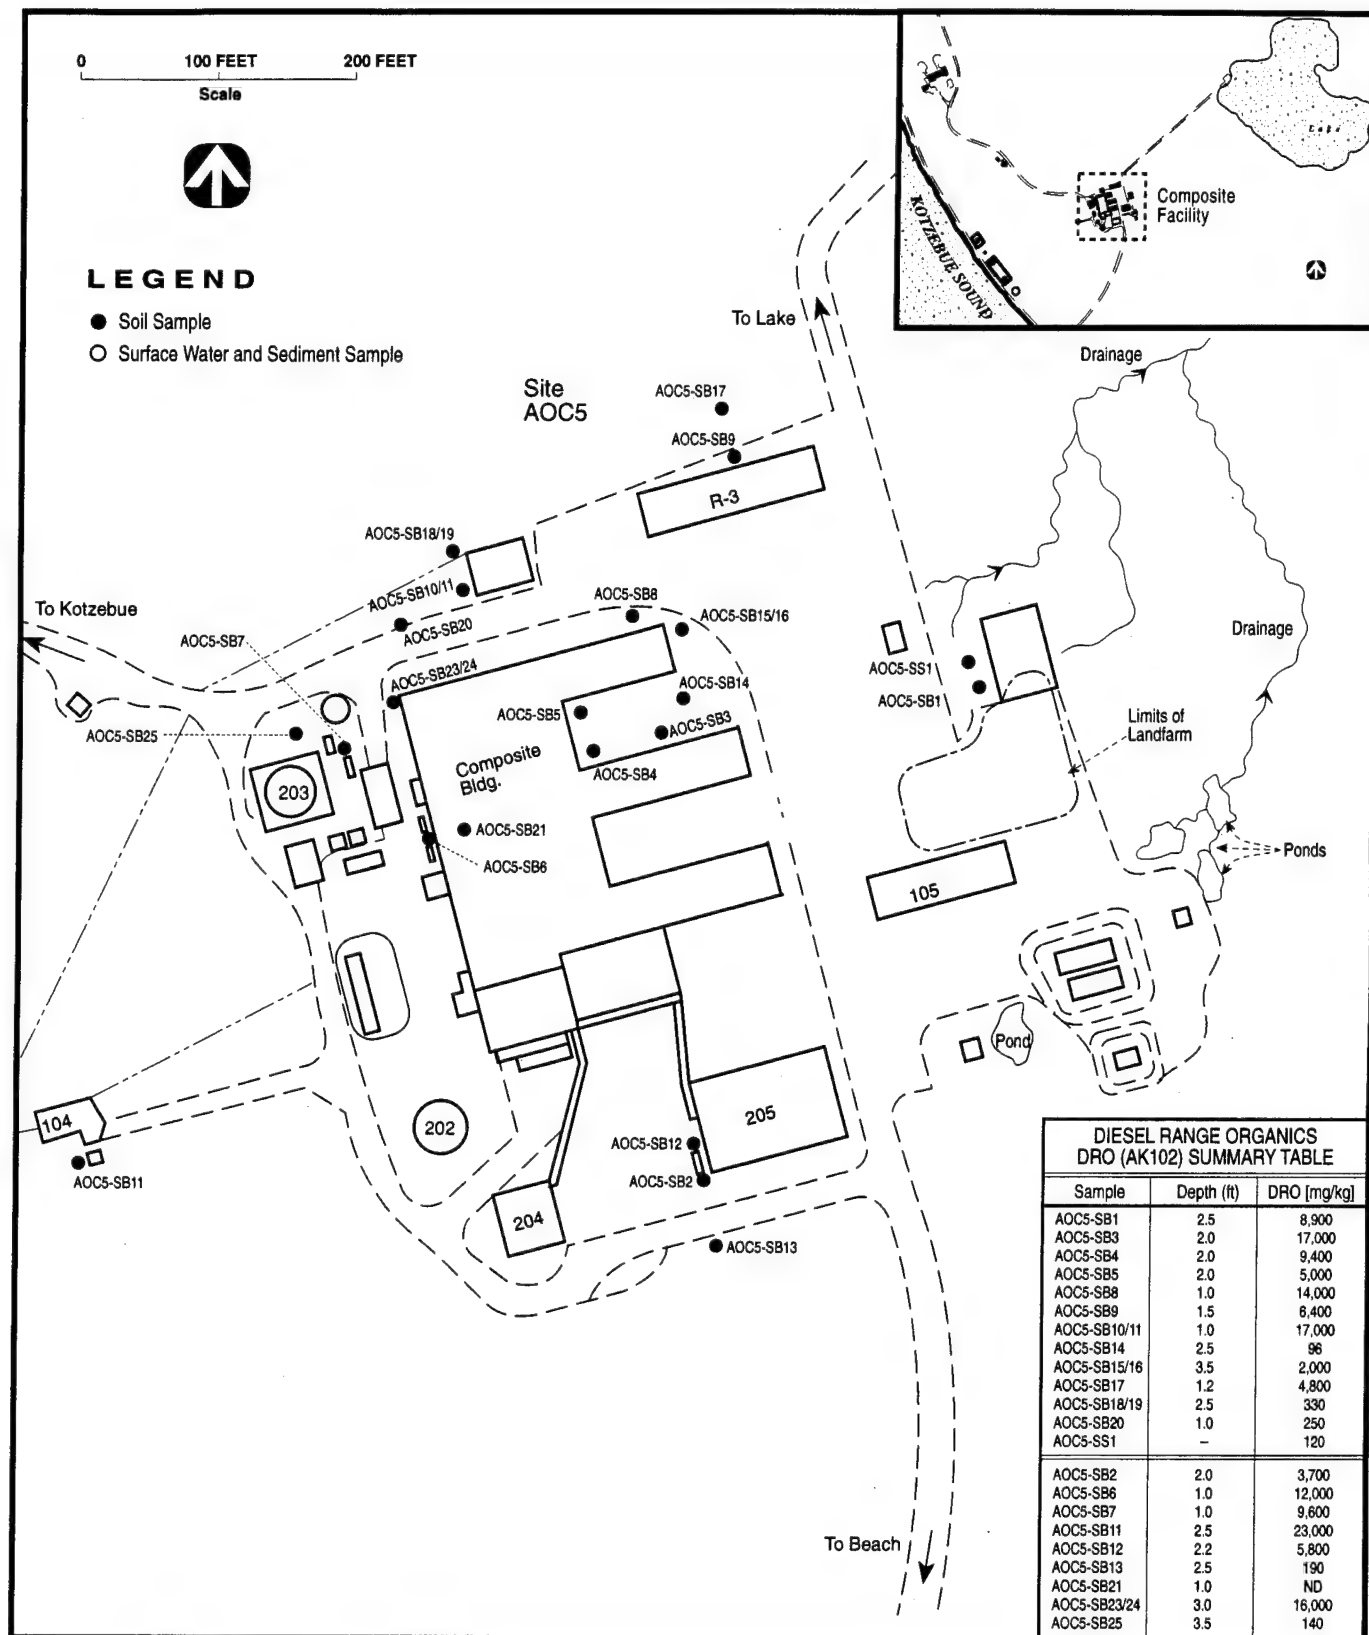 0 100 FEET 200 FEET
Scale
LEGEND
Soil Sample
Surface Water and Sediment Sample
Composite
Facility
KOTZEBUE SOUND
Lake
To Lake
Drainage
Site
AOC5
AOC5-SB17
AOC5-SB9
R-3
AOC5-SB18/19
AOC5-SB10/11
AOC5-SB20
AOC5-SB8
AOC5-SB15/16
To Kotzebue
AOC5-SB7
AOC5-SB23/24
AOC5-SB14
AOC5-SB5
AOC5-SB3
AOC5-SB4
AOC5-SS1
AOC5-SB1
Drainage
Limits of
Landfarm
AOC5-SB25
203
Composite
Bldg.
AOC5-SB21
AOC5-SB6
Ponds
105
Pond
104
AOC5-SB11
202
205
AOC5-SB12
AOC5-SB2
204
AOC5-SB13
To Beach
DIESEL RANGE ORGANICS
DRO (AK102) SUMMARY TABLE
Sample Depth (ft) DRO [mg/kg]
AOC5-SB1 2.5 8,900
AOC5-SB3 2.0 17,000
AOC5-SB4 2.0 9,400
AOC5-SB5 2.0 5,000
AOC5-SB8 1.0 14,000
AOC5-SB9 1.5 6,400
AOC5-SB10/11 1.0 17,000
AOC5-SB14 2.5 96
AOC5-SB15/16 3.5 2,000
AOC5-SB17 1.2 4,800
AOC5-SB18/19 2.5 330
AOC5-SB20 1.0 250
AOC5-SS1 – 120
AOC5-SB2 2.0 3,700
AOC5-SB6 1.0 12,000
AOC5-SB7 1.0 9,600
AOC5-SB11 2.5 23,000
AOC5-SB12 2.2 5,800
AOC5-SB13 2.5 190
AOC5-SB21 1.0 ND
AOC5-SB23/24 3.0 16,000
AOC5-SB25 3.5 140